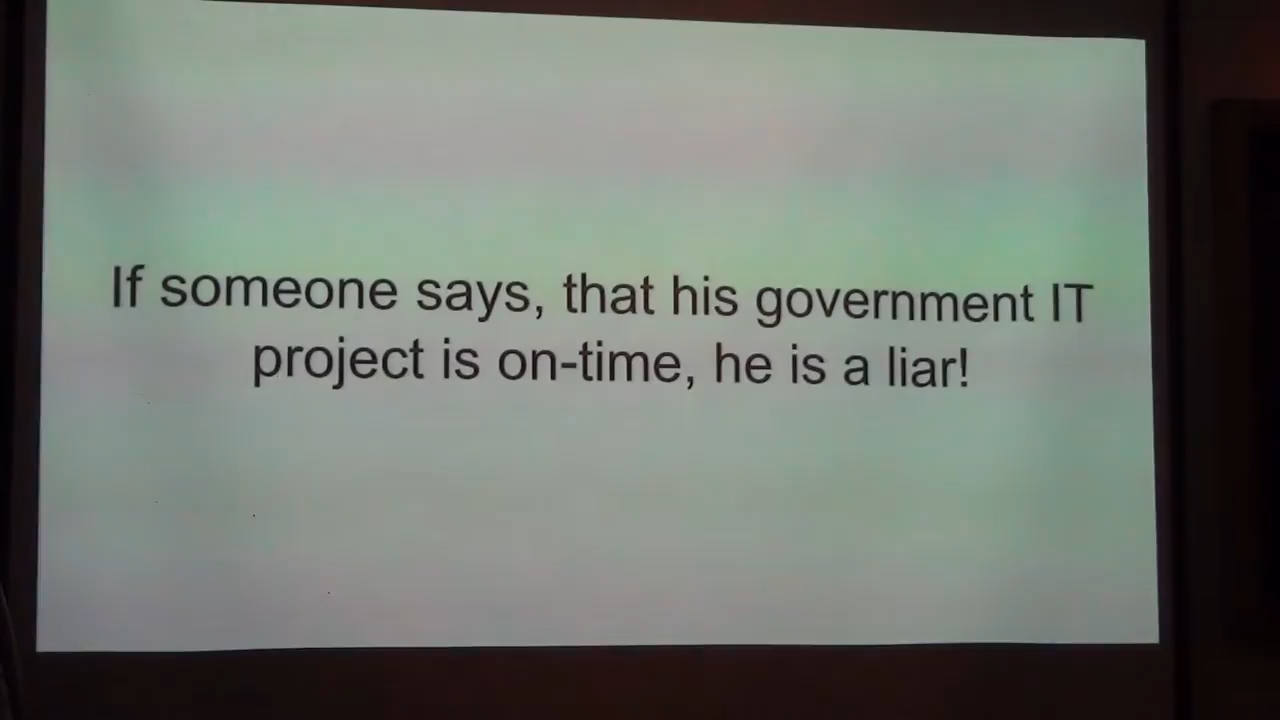 If someone says, that his government IT
project is on-time, he is a liar!